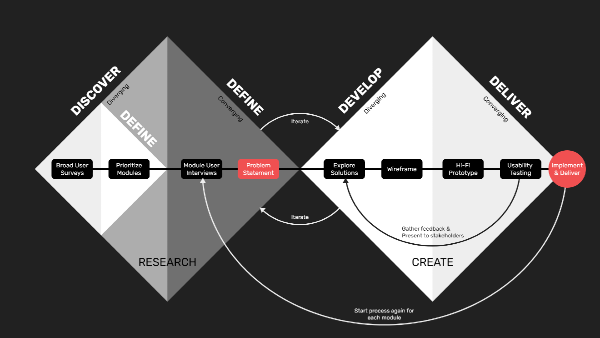 DISCOVER
Diverging
DEFINE
DEFINE
Converging
Iterate
DEVELOP
Diverging
DELIVER
Converging
Broad User
Surveys
Prioritize
Modules
Module User
Interviews
Problem
Statement
Explore
Solutions
Wireframe
Hi-Fi
Prototype
Usability
Testing
Implement
& Deliver
Iterate
Gather feedback &
Present to stakeholders
RESEARCH
CREATE
Start process again for
each module